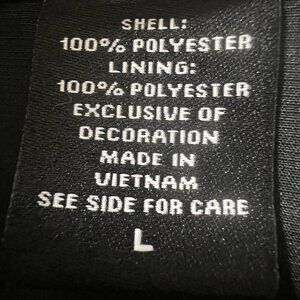 SHELL:
100% POLYESTER
LINING:
100% POLYESTER
EXCLUSIVE OF
DECORATION
MADE IN
VIETNAM
SEE SIDE FOR CARE
L